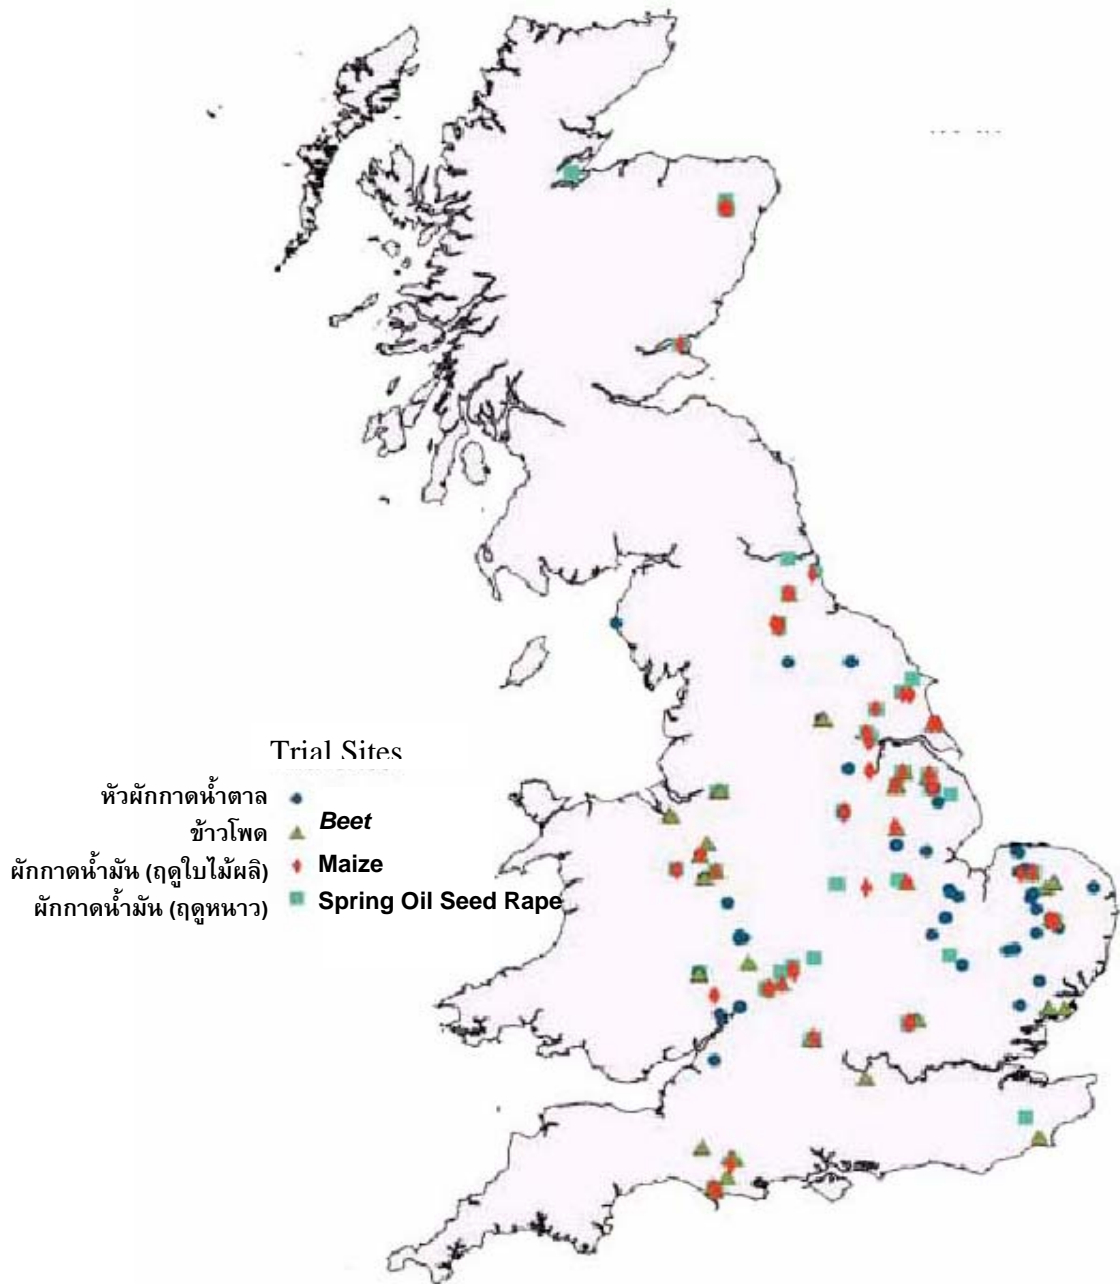 Trial Sites
หัวผักกาดน้ำตาล
ข้าวโพด
ผักกาดน้ำมัน (ฤดูใบไม้ผลิ)
ผักกาดน้ำมัน (ฤดูหนาว)
Beet
Maize
Spring Oil Seed Rape